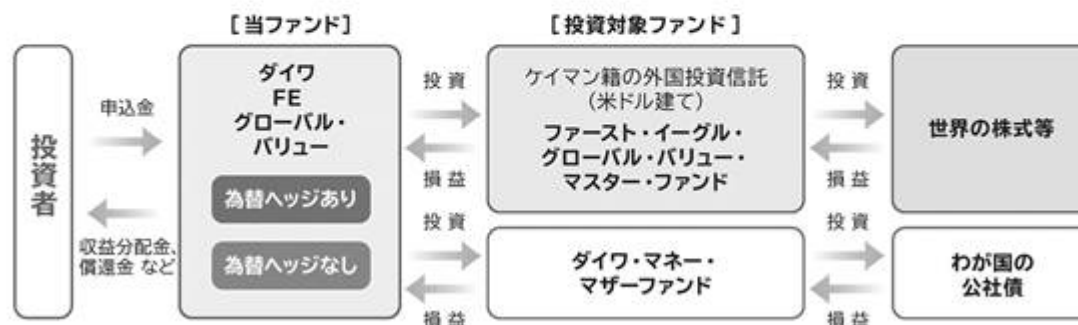 [当ファンド]
[投資対象ファンド]
投資者
申込金
収益分配金、
償還金 など
ダイワ
FE
グローバル・
バリュー
為替ヘッジあり
為替ヘッジなし
投資
損益
投資
損益
ケイマン籍の外国投資信託
(米ドル建て)
ファースト・イーグル・
グローバル・バリュー・
マスター・ファンド
ダイワ・マネー・
マザーファンド
投資
損益
投資
損益
世界の株式等
わが国の
公社債